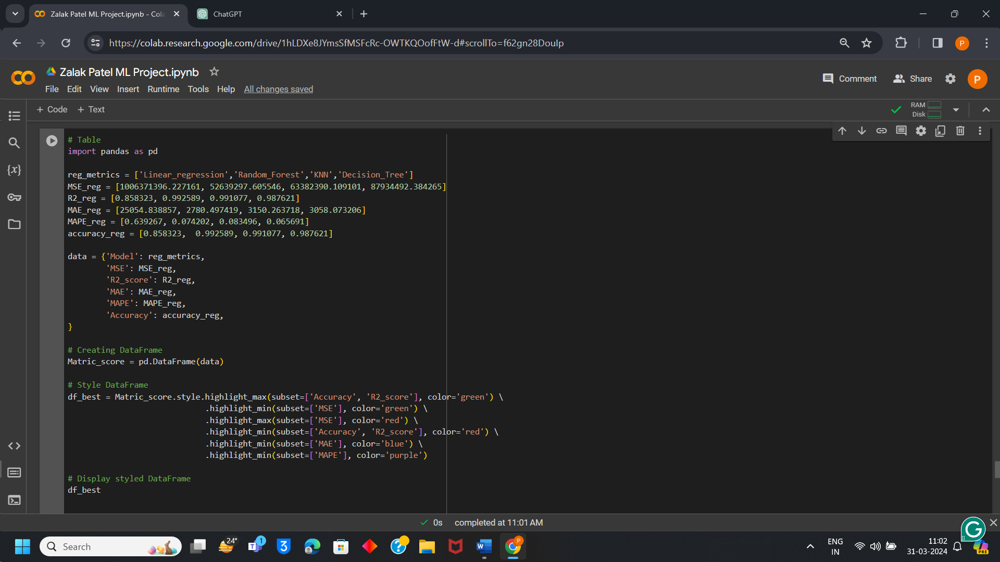 Zalak Patel ML Project.ipynb - Cola
ChatGPT
https://colab.research.google.com/drive/1hLDXe8JYmsSfMSFcRc-OWTKQOofFtW-d#scrollTo=f62gn28DouIp
P
Zalak Patel ML Project.ipynb
File Edit View Insert Runtime Tools Help All changes saved
Comment Share P
+ Code + Text
RAM
Disk
# Table
import pandas as pd
reg_metrics = ['Linear_regression','Random_Forest','KNN','Decision_Tree']
MSE_reg = [1006371396.227161, 52639297.605546, 63382390.109101, 87934492.384265]
R2_reg = [0.858323, 0.992589, 0.991077, 0.987621]
MAE_reg = [25054.838857, 2780.497419, 3150.263718, 3058.073206]
MAPE_reg = [0.639267, 0.074202, 0.083496, 0.065691]
accuracy_reg = [0.858323,  0.992589, 0.991077, 0.987621]
data = {'Model': reg_metrics,
'MSE': MSE_reg,
'R2_score': R2_reg,
'MAE': MAE_reg,
'MAPE': MAPE_reg,
'Accuracy': accuracy_reg,
}
# Creating DataFrame
Matric_score = pd.DataFrame(data)
# Style DataFrame
df_best = Matric_score.style.highlight_max(subset=['Accuracy', 'R2_score'], color='green') \
.highlight_min(subset=['MSE'], color='green') \
.highlight_max(subset=['MSE'], color='red') \
.highlight_min(subset=['Accuracy', 'R2_score'], color='red') \
.highlight_min(subset=['MAE'], color='blue') \
.highlight_min(subset=['MAPE'], color='purple')
# Display styled DataFrame
df_best
0s completed at 11:01 AM
Search
24°
1
ENG
IN
11:02
31-03-2024
PRE